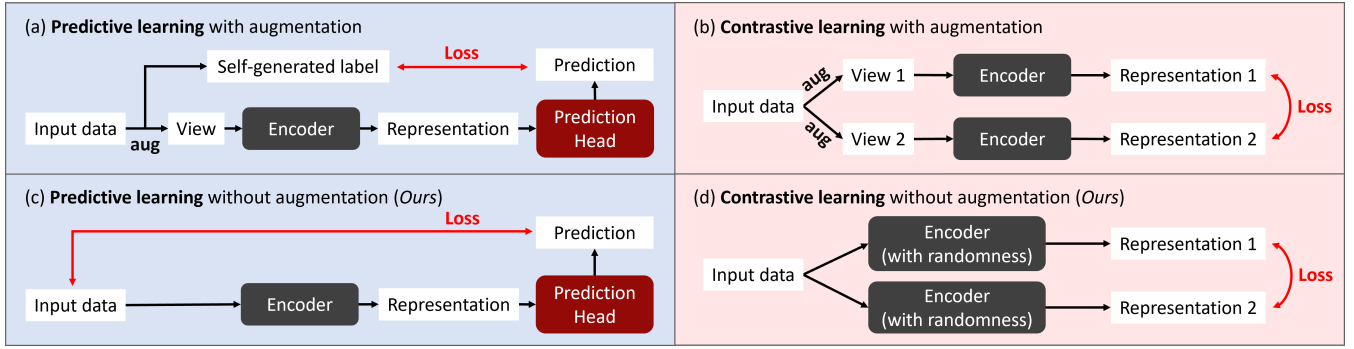 (a) Predictive learning with augmentation
Loss
Self-generated label
Prediction
Input data
aug
View
Encoder
Representation
Prediction
Head
(b) Contrastive learning with augmentation
Input data
aug
aug
View 1
Encoder
Representation 1
View 2
Encoder
Representation 2
Loss
(c) Predictive learning without augmentation (Ours)
Loss
Prediction
Input data
Encoder
Representation
Prediction
Head
(d) Contrastive learning without augmentation (Ours)
Input data
Encoder
(with randomness)
Representation 1
Encoder
(with randomness)
Representation 2
Loss